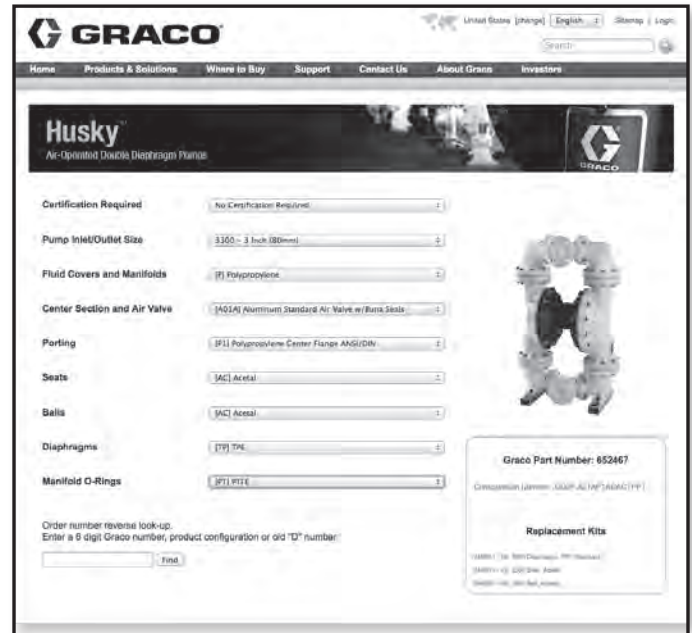 GRACO
United States [change] English Sitemap | Login
Search
Home Products & Solutions Where to Buy Support Contact Us About Graco Investors
Husky™
Air-Operated Double Diaphragm Pumps
GRACO
Certification Required No Certification Required
Pump Inlet/Outlet Size 3300 – 3 Inch (80mm)
Fluid Covers and Manifolds [P] Polypropylene
Center Section and Air Valve [A01A] Aluminum Standard Air Valve w/Buna Seals
Porting [P1] Polypropylene Center Flange ANSI/DIN
Seats [AC] Acetal
Balls [AC] Acetal
Diaphragms [TP] TPE
Manifold O-Rings [PT] PTFE
Graco Part Number: 652467
Replacement Kits
Order number reverse look-up.
Enter a 6 digit Graco number, product configuration or old "D" number:
Find